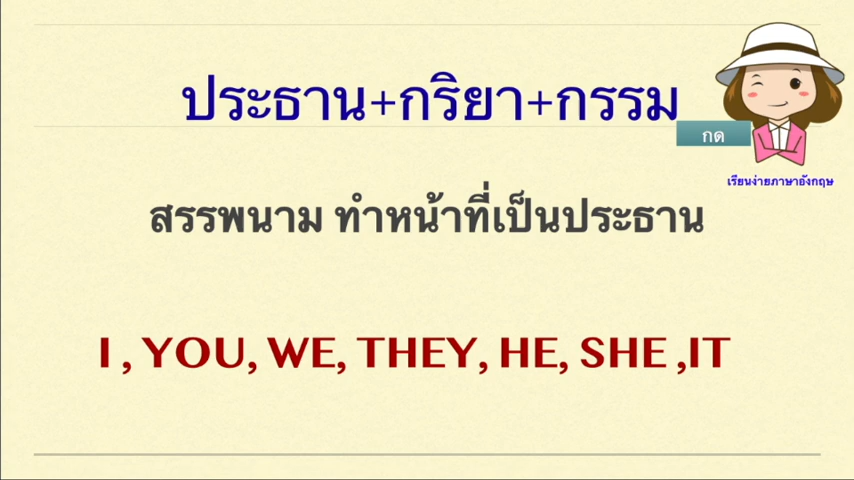 ประธาน+กริยา+กรรม
กด
เรียนง่ายภาษาอังกฤษ
สรรพนาม ทำหน้าที่เป็นประธาน
I , YOU, WE, THEY, HE, SHE ,IT